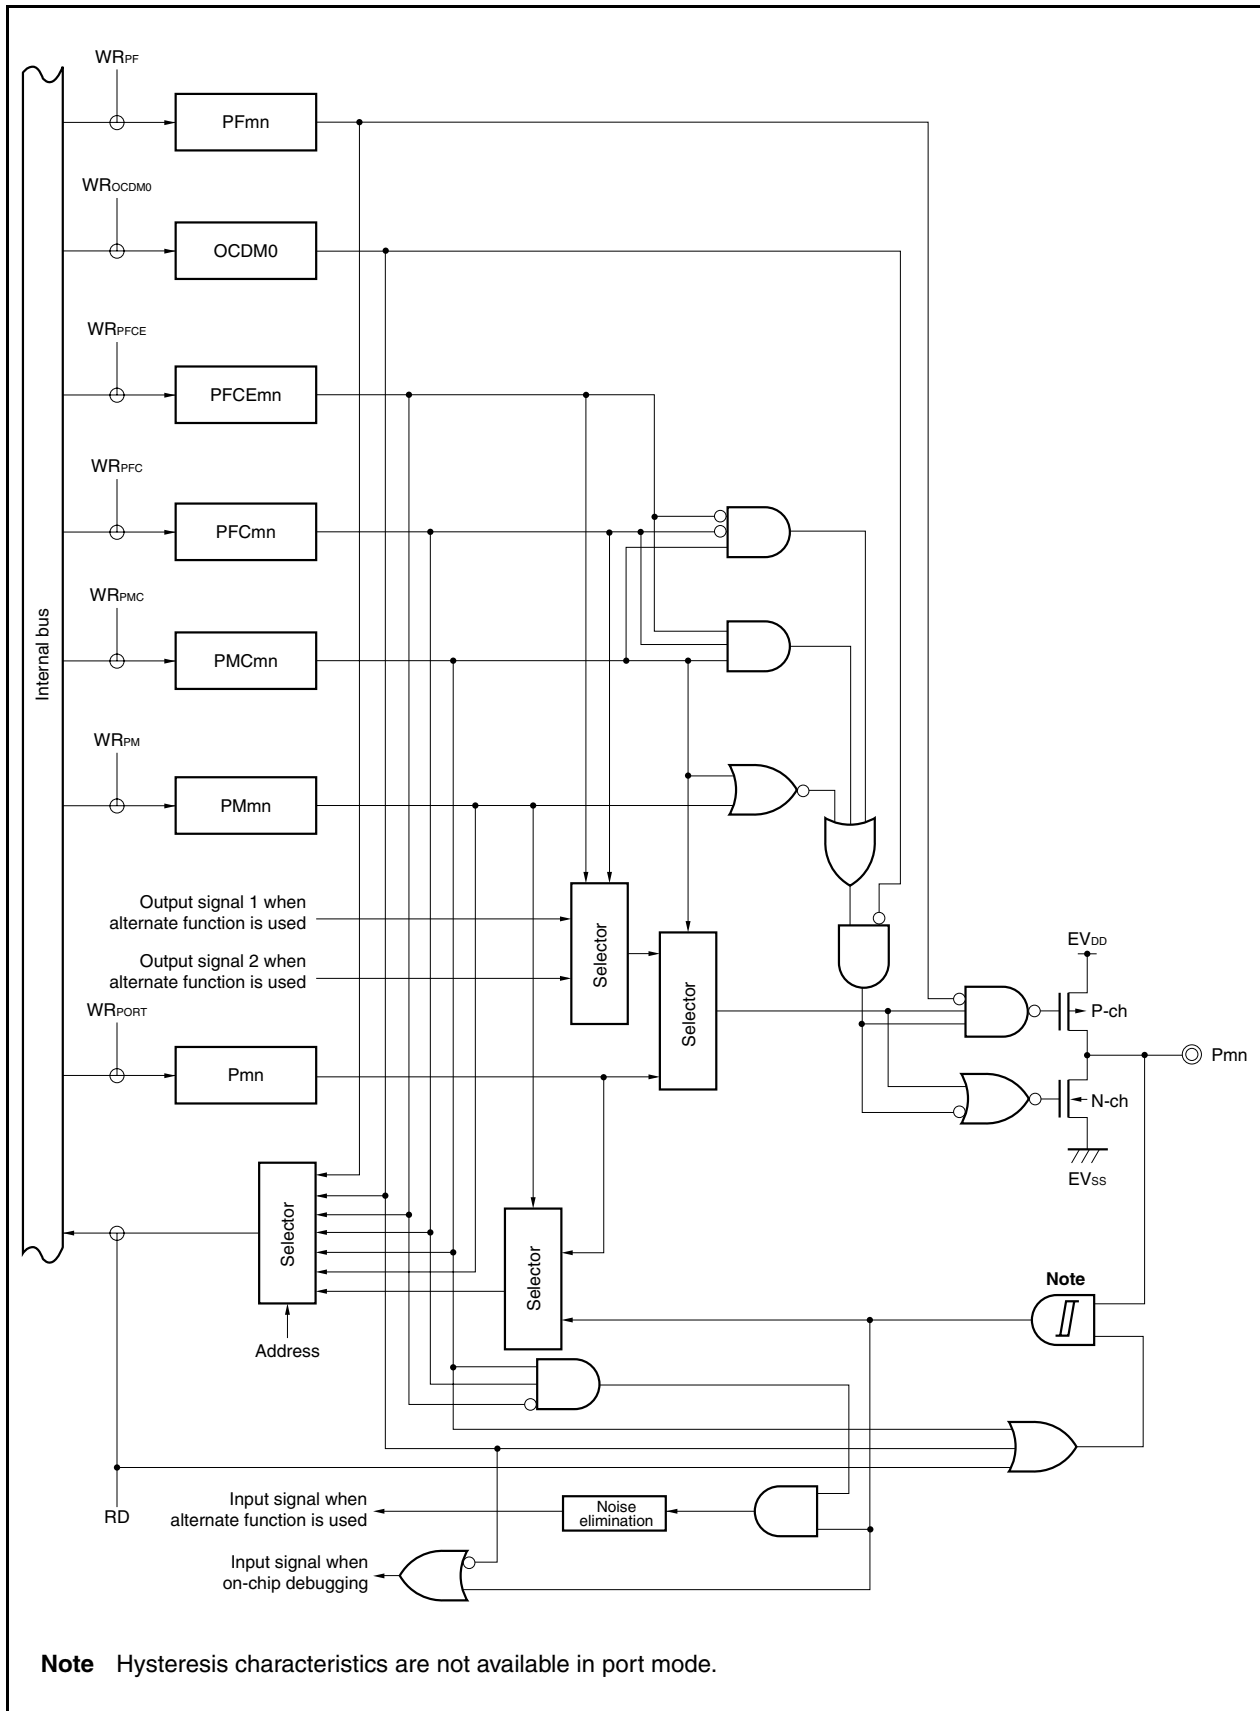 WRPF
PFmn
WROCDM0
OCDM0
WRPFCE
PFCEmn
WRPFC
PFCmn
WRPMC
PMCmn
Internal bus
WRPM
PMmn
Output signal 1 when
alternate function is used
Output signal 2 when
alternate function is used
Selector
Selector
EVDD
P-ch
WRPORT
Pmn
Pmn
N-ch
EVSS
Selector
Selector
Note
Address
RD
Input signal when
alternate function is used
Noise
elimination
Input signal when
on-chip debugging
Note Hysteresis characteristics are not available in port mode.